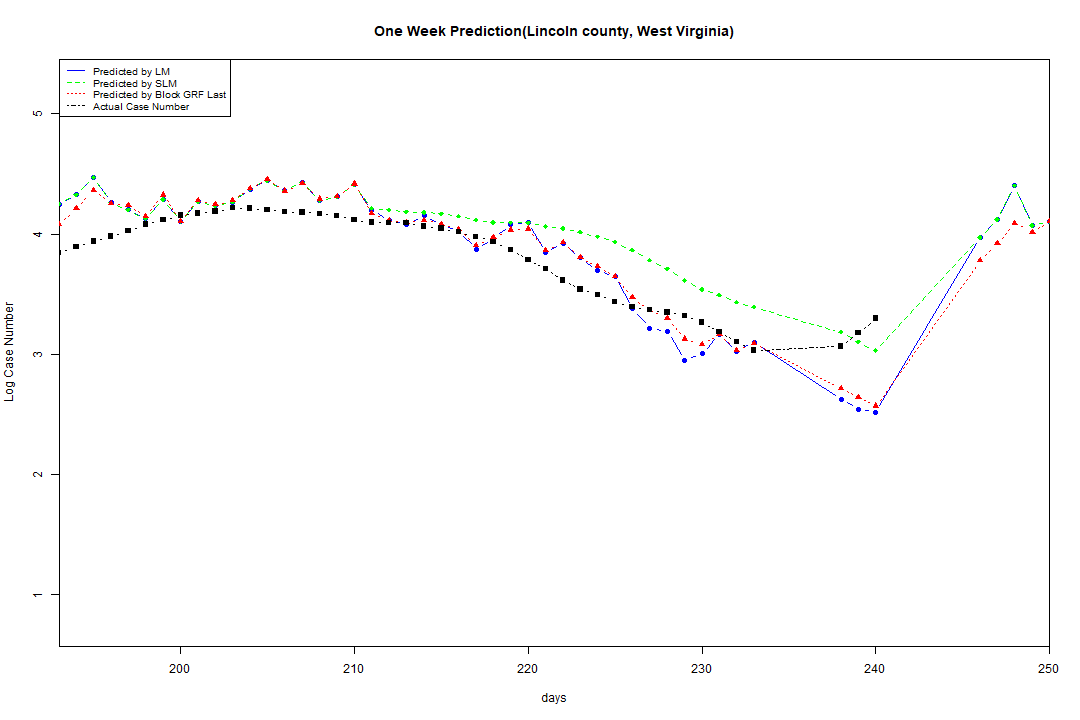 One Week Prediction(Lincoln county, West Virginia)
Predicted by LM
Predicted by SLM
Predicted by Block GRF Last
Actual Case Number
5
4
3
2
1
Log Case Number
200
210
220
230
240
250
days